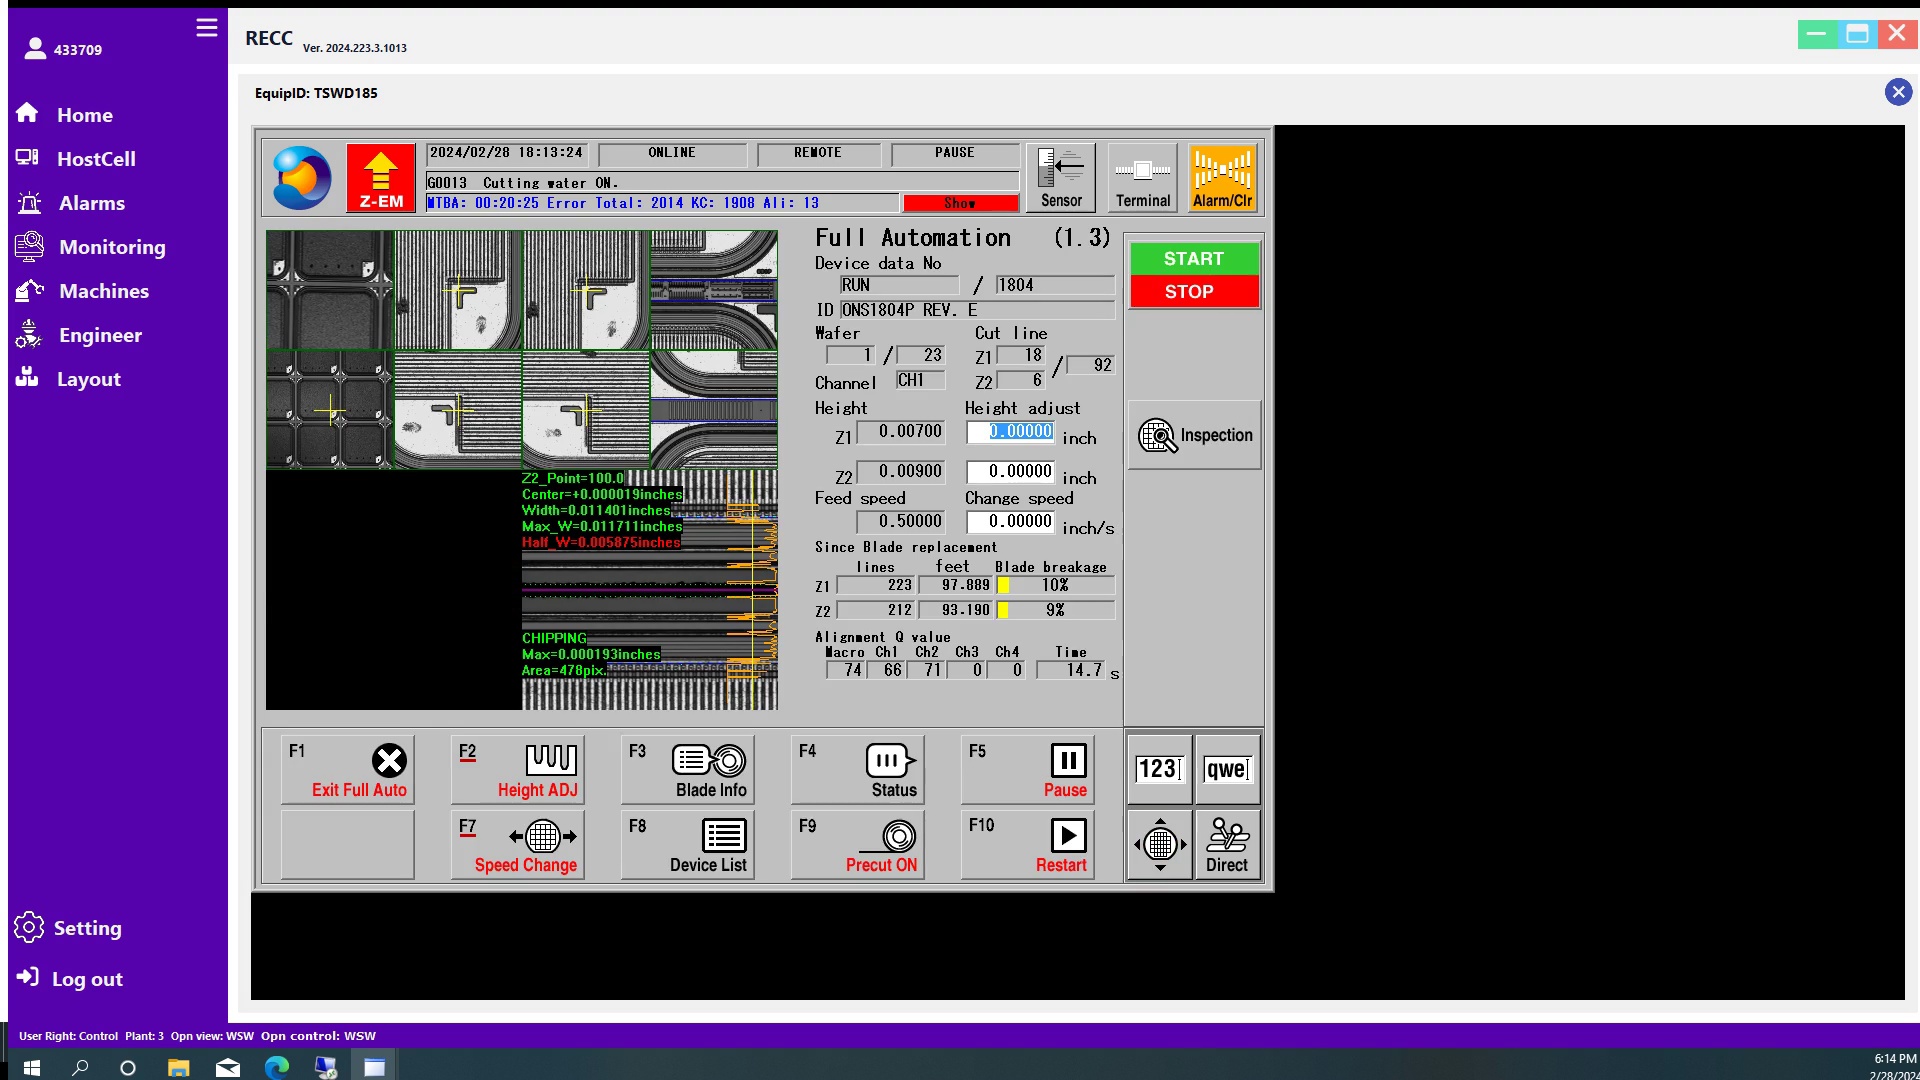 433709
Home
HostCell
Alarms
Monitoring
Machines
Engineer
Layout
Setting
Log out
RECC Ver. 2024.223.3.1013
EquipID: TSWD185
Z-EM
2024/02/28 18:13:24 ONLINE REMOTE PAUSE
G0013 Cutting water ON.
MTBA: 00:20:25 Error Total: 2014 KC: 1908 Ali: 13 Show
Sensor Terminal Alarm/Clr
Z2_Point=100.0
Center=+0.000019inches
Width=0.011401inches
Max_W=0.011711inches
Half_W=0.005875inches
CHIPPING
Max=0.000193inches
Area=478pix.
Full Automation (1.3)
Device data No
RUN / 1804
ID ONS1804P REV. E
Wafer Cut line
1 / 23 Z1 18 / 92
Channel CH1 Z2 6
Height Height adjust
Z1 0.00700 0.00000 inch
Z2 0.00900 0.00000 inch
Feed speed Change speed
0.50000 0.00000 inch/s
Since Blade replacement
lines feet Blade breakage
Z1 223 97.889 10%
Z2 212 93.190 9%
Alignment Q value
Macro Ch1 Ch2 Ch3 Ch4 Time
74 66 71 0 0 14.7 s
START
STOP
Inspection
F1 Exit Full Auto
F2 Height ADJ
F3 Blade Info
F4 Status
F5 Pause
F7 Speed Change
F8 Device List
F9 Precut ON
F10 Restart
123 qwe
Direct
User Right: Control Plant: 3 Opn view: WSW Opn control: WSW
6:14 PM
2/28/2024